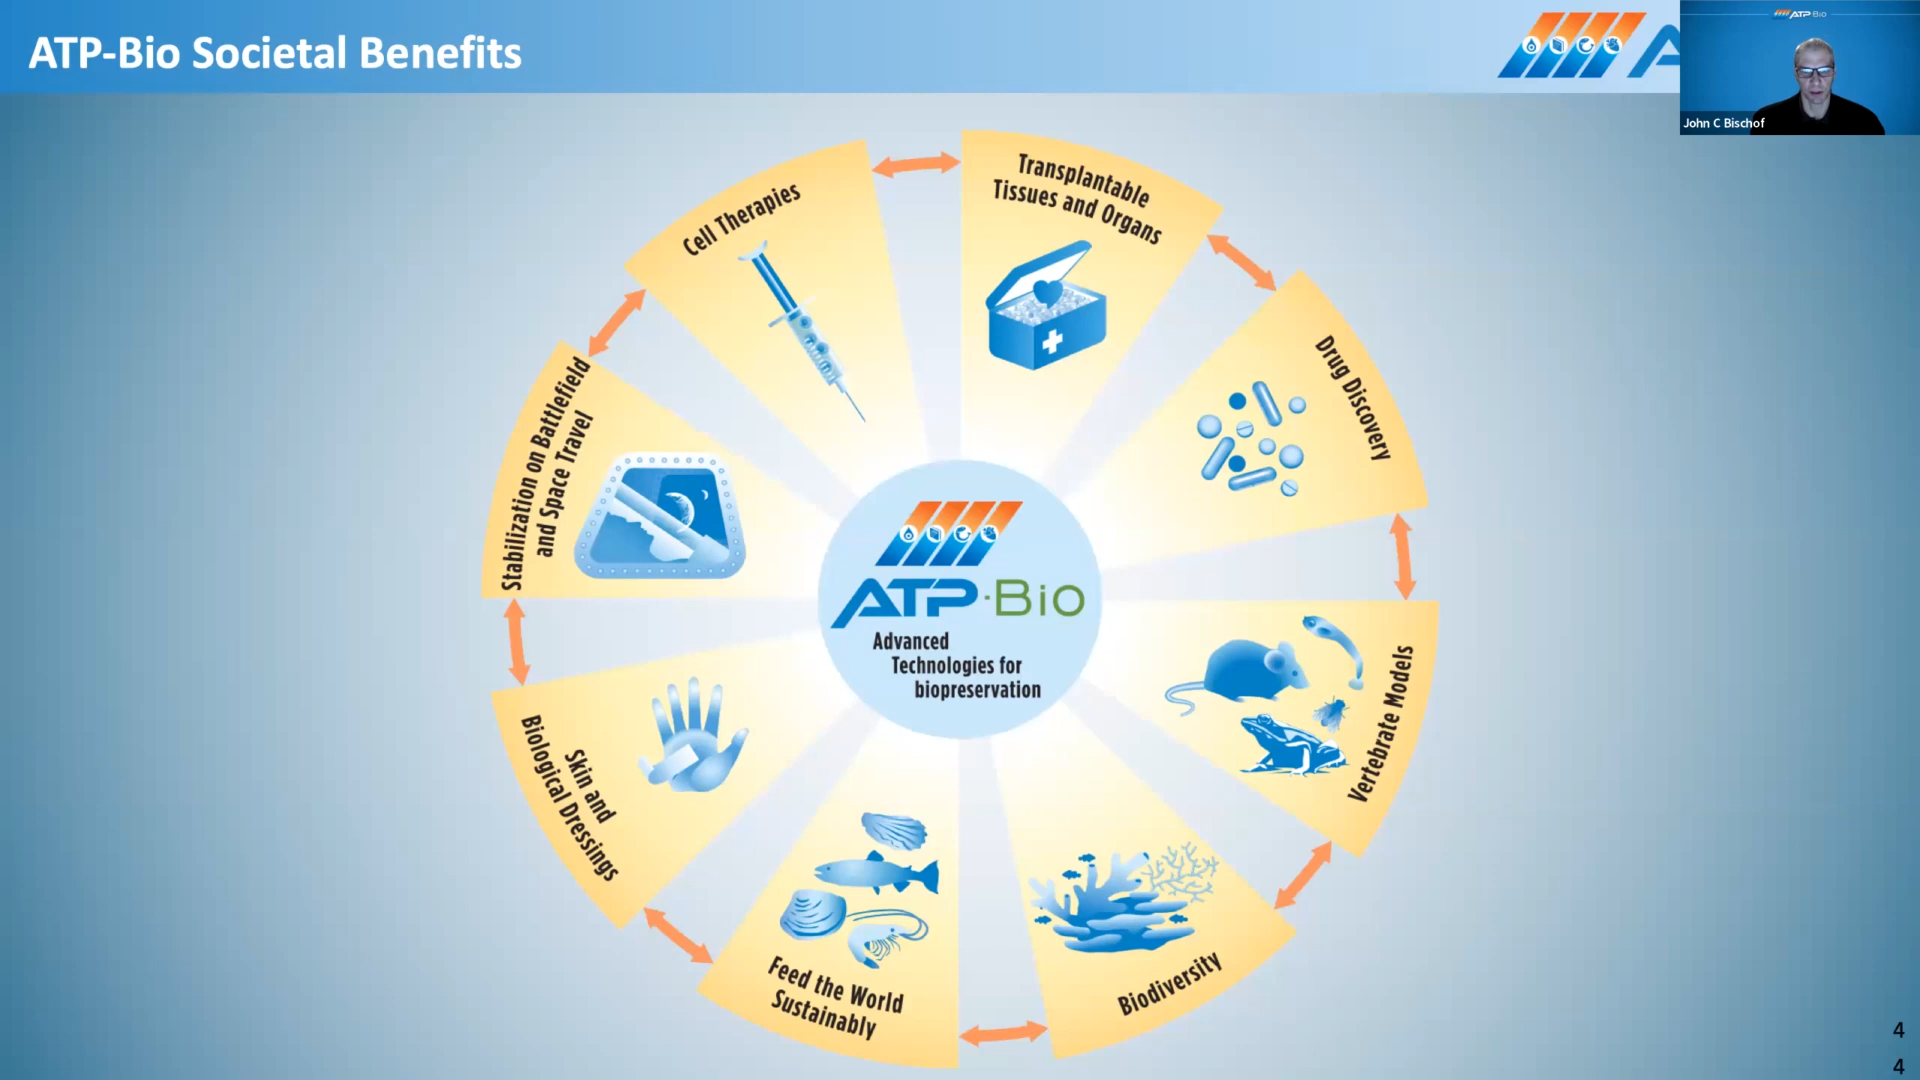 ATP-Bio Societal Benefits
A
ATP-Bio
John C Bischof
Transplantable
Tissues and Organs
Drug Discovery
Vertebrate Models
Biodiversity
Feed the World
Sustainably
Skin and
Biological Dressings
Stabilization on Battlefield
and Space Travel
Cell Therapies
ATP·Bio
Advanced
Technologies for
biopreservation
4
4